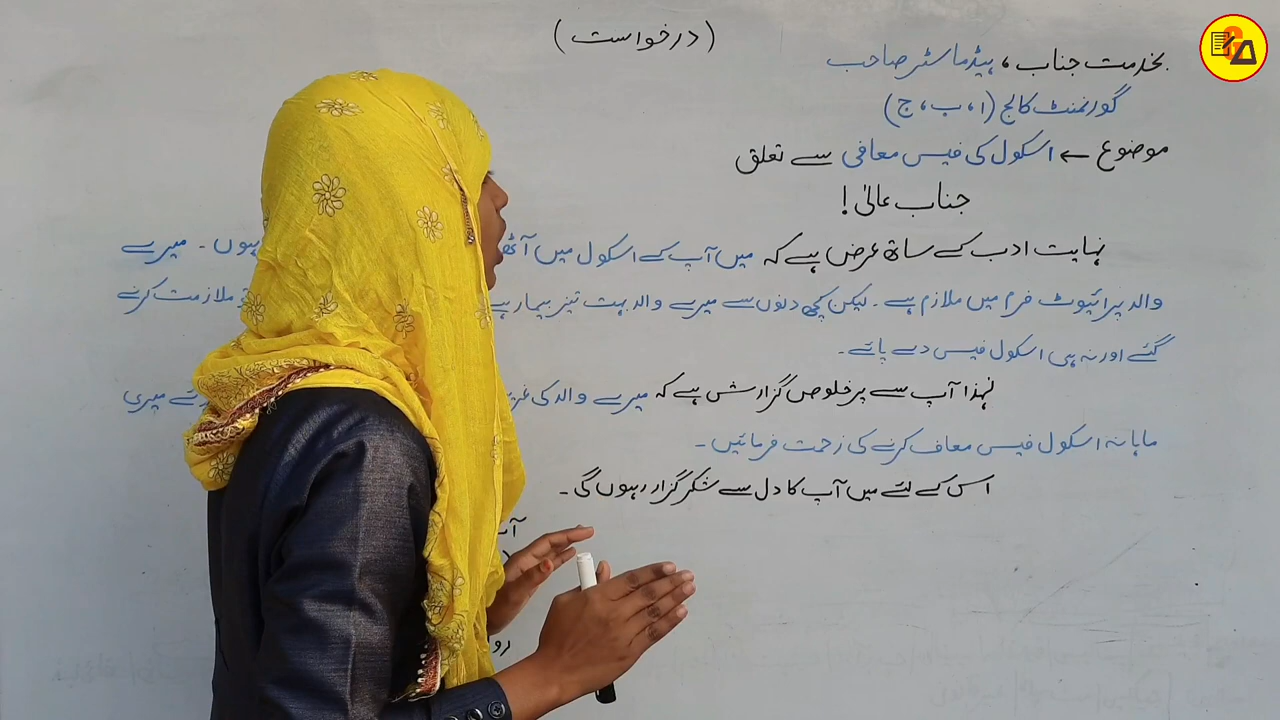 (درخواست)
بخدمت جناب، ہیڈماسٹر صاحب
گورنمنٹ کالج (ا، ب، ج)
موضوع ← اسکول کی فیس معافی سے تعلق
جناب عالیٰ!
نہایت ادب کے ساتھ عرض ہے کہ میں آپ کے اسکول میں ہوں۔ میرے
والد پرائیوٹ فرم میں ملازم ہے۔ لیکن کچھ دنوں سے میرے والد بہت تیز بیمار ملازمت کرنے
گئے اور نہ ہی اسکول فیس دے پائے۔
لہٰذا آپ سے پر خلوص گزارش ہے کہ میرے والد کی میری
ماہانہ اسکول فیس معاف کرنے کی زحمت فرمائیں۔
اس کے لئے میں آپ کا دل سے شکر گزار رہوں گی۔